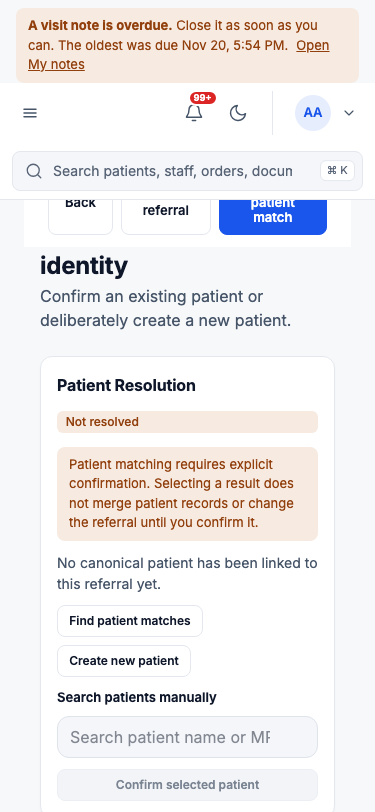 A visit note is overdue. Close it as soon as you
can. The oldest was due Nov 20, 5:54 PM. Open
My notes
99+
AA
Search patients, staff, orders, docum
⌘ K
Back
referral
patient
match
identity
Confirm an existing patient or
deliberately create a new patient.
Patient Resolution
Not resolved
Patient matching requires explicit
confirmation. Selecting a result does
not merge patient records or change
the referral until you confirm it.
No canonical patient has been linked to
this referral yet.
Find patient matches
Create new patient
Search patients manually
Search patient name or MR
Confirm selected patient